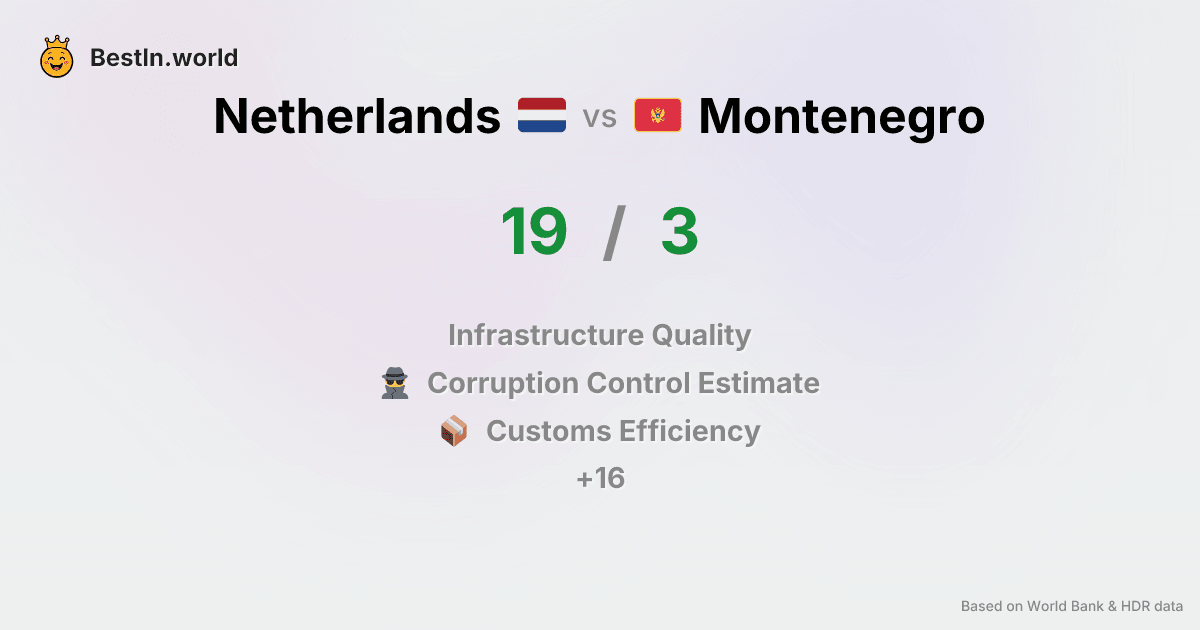 BestIn.world
Netherlands vs Montenegro
19 / 3
Infrastructure Quality
Corruption Control Estimate
Customs Efficiency
+16
Based on World Bank & HDR data